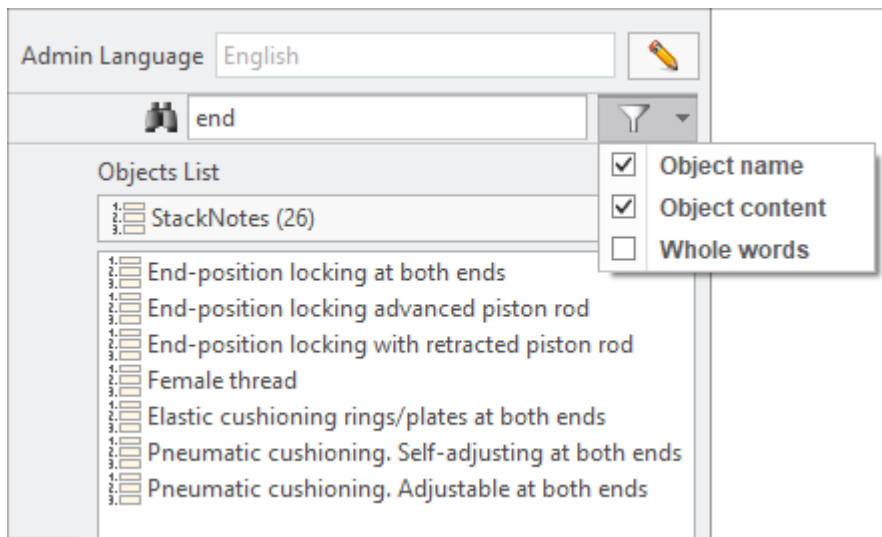 Admin Language English
end
Object name
Objects List
Object content
StackNotes (26)
Whole words
End-position locking at both ends
End-position locking advanced piston rod
End-position locking with retracted piston rod
Female thread
Elastic cushioning rings/plates at both ends
Pneumatic cushioning. Self-adjusting at both ends
Pneumatic cushioning. Adjustable at both ends